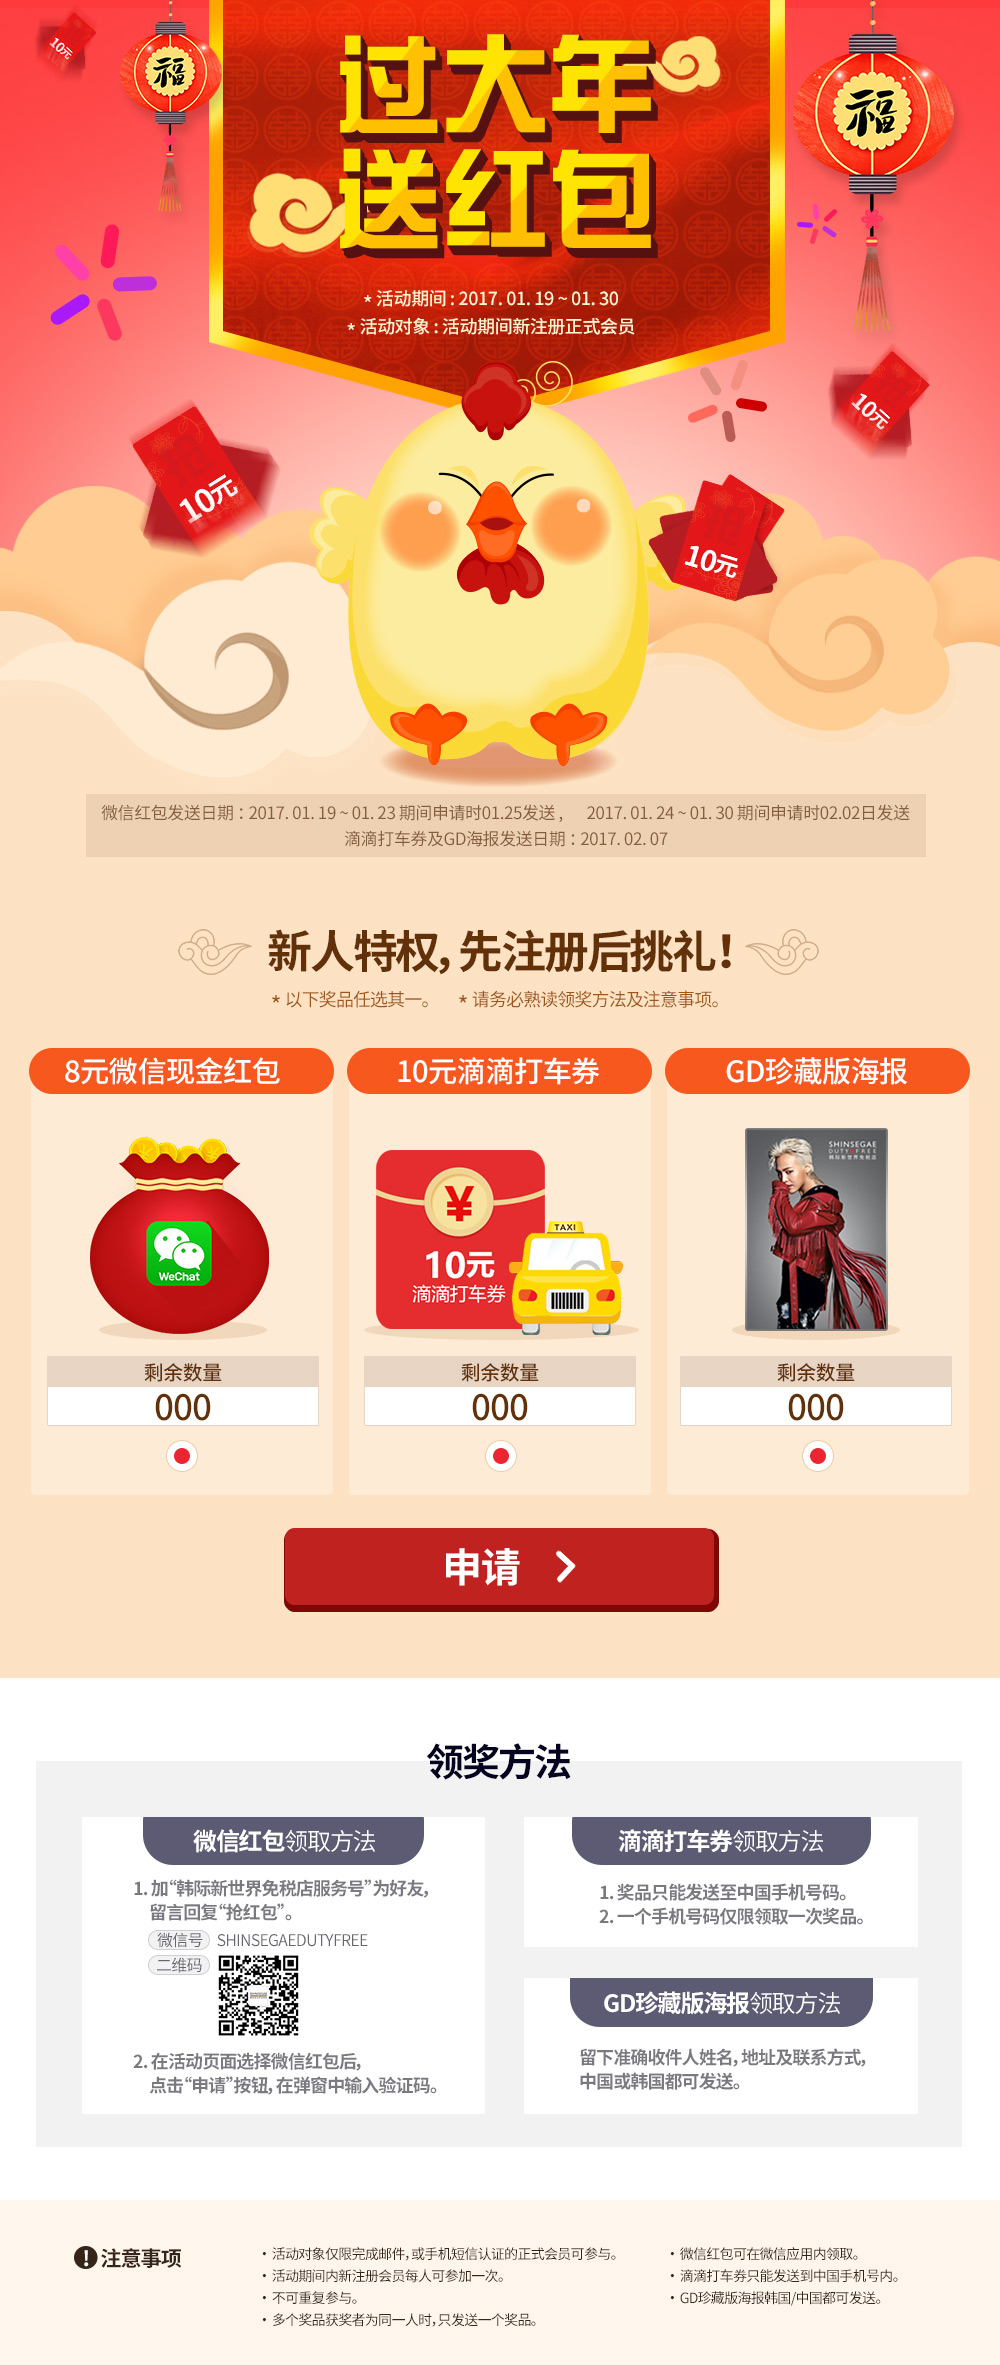 10元
福
福
过大年
送红包
* 活动期间 : 2017. 01. 19 ~ 01. 30
* 活动对象 : 活动期间新注册正式会员
10元
10元
10元
微信红包发送日期 : 2017. 01. 19 ~ 01. 23 期间申请时01.25发送 ,  2017. 01. 24 ~ 01. 30 期间申请时02.02日发送
滴滴打车券及GD海报发送日期 : 2017. 02. 07
新人特权, 先注册后挑礼!
* 以下奖品任选其一。 * 请务必熟读领奖方法及注意事项。
8元微信现金红包
10元滴滴打车券
GD珍藏版海报
WeChat
¥
10元
滴滴打车券
TAXI
SHINSEGAE
DUTY FREE
韩际新世界免税店
剩余数量
000
剩余数量
000
剩余数量
000
申请
领奖方法
微信红包领取方法
1. 加“韩际新世界免税店服务号”为好友,
留言回复“抢红包”。
微信号 SHINSEGAEDUTYFREE
二维码
2. 在活动页面选择微信红包后,
点击“申请”按钮, 在弹窗中输入验证码。
滴滴打车券领取方法
1. 奖品只能发送至中国手机号码。
2. 一个手机号码仅限领取一次奖品。
GD珍藏版海报领取方法
留下准确收件人姓名, 地址及联系方式,
中国或韩国都可发送。
注意事项
• 活动对象仅限完成邮件, 或手机短信认证的正式会员可参与。
• 活动期间内新注册会员每人可参加一次。
• 不可重复参与。
• 多个奖品获奖者为同一人时, 只发送一个奖品。
• 微信红包可在微信应用内领取。
• 滴滴打车券只能发送到中国手机号内。
• GD珍藏版海报韩国/中国都可发送。